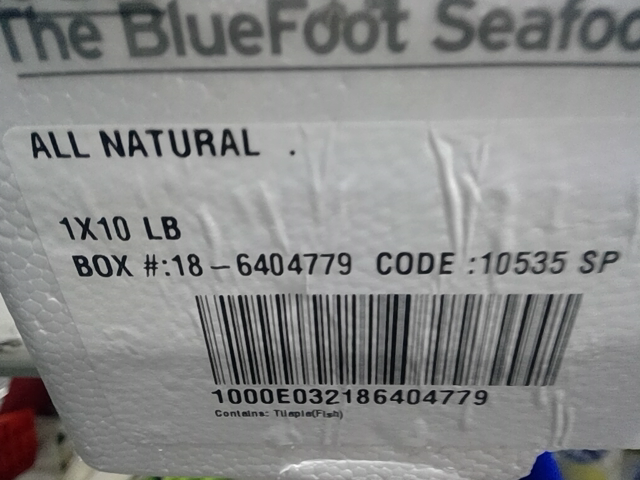 The BlueFoot Seafoo
ALL NATURAL .
1X10 LB
BOX #:18-6404779 CODE :10535 SP
1000E032186404779
Contains: Tilapia(Fish)